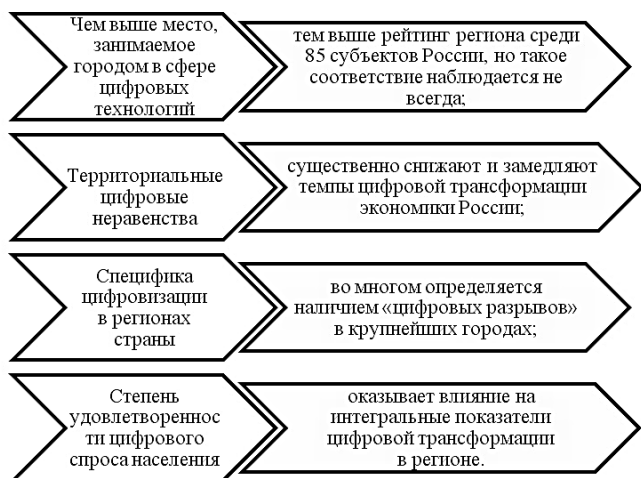 Чем выше место,
занимаемое
городом в сфере
цифровых
технологий
тем выше рейтинг региона среди
85 субъектов России, но такое
соответствие наблюдается не
всегда;
Территориальные
цифровые
неравенства
существенно снижают и замедляют
темпы цифровой трансформации
экономики России;
Специфика
цифровизации
в регионах
страны
во многом определяется
наличием «цифровых разрывов»
в крупнейших городах;
Степень
удовлетвореннос
ти цифрового
спроса населения
оказывает влияние на
интегральные показатели
цифровой трансформации
в регионе.